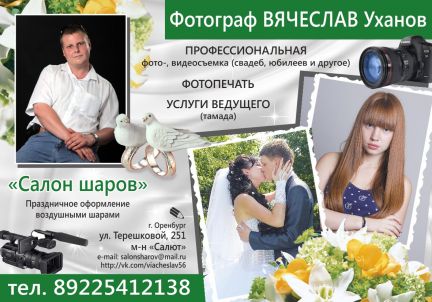 Фотограф ВЯЧЕСЛАВ Уханов
ПРОФЕССИОНАЛЬНАЯ
фото-, видеосъемка (свадеб, юбилеев и другое)
ФОТОПЕЧАТЬ
УСЛУГИ ВЕДУЩЕГО
(тамада)
«Салон шаров»
Праздничное оформление
воздушными шарами
г. Оренбург
ул. Терешковой, 251
м-н «Салют»
e-mail: salonsharov@mail.ru
http://vk.com/viacheslav56
тел. 89225412138